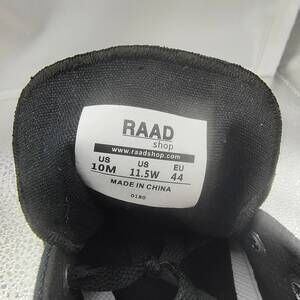 RAAD
shop
www.raadshop.com
US US EU
10M 11.5W 44
MADE IN CHINA
0180